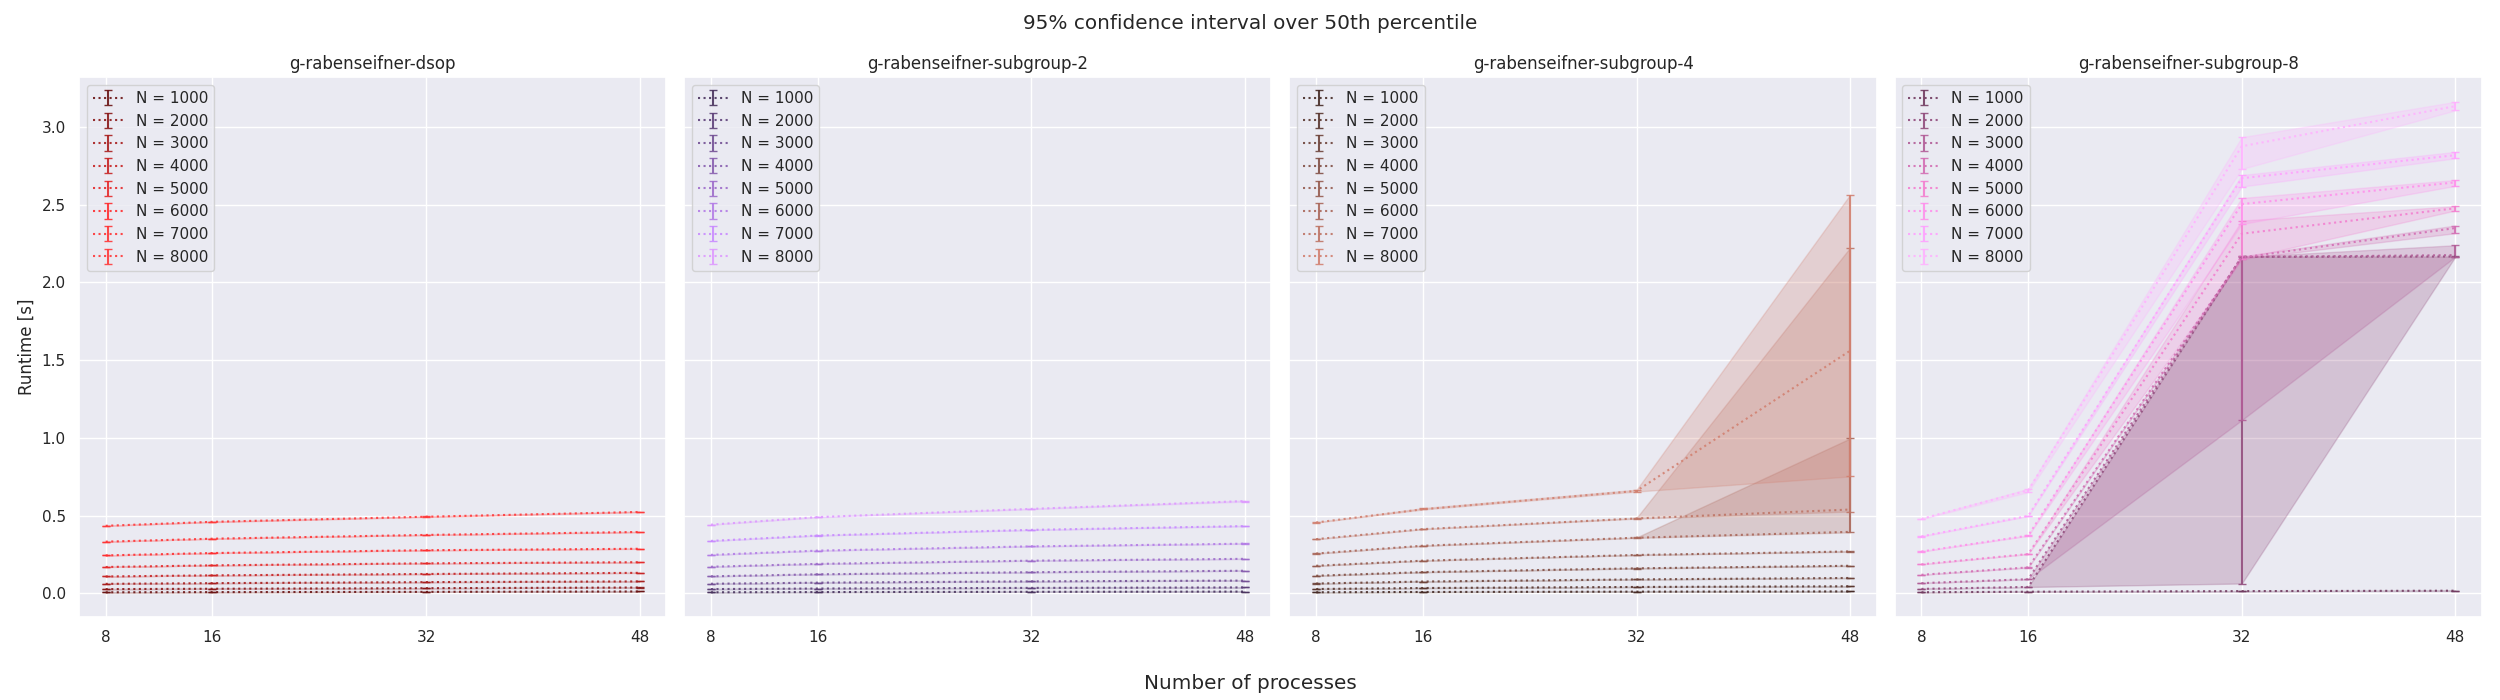 95% confidence interval over 50th percentile
g-rabenseifner-dsop
N = 1000
N = 2000
N = 3000
N = 4000
N = 5000
N = 6000
N = 7000
N = 8000
3.0
2.5
2.0
1.5
1.0
0.5
0.0
Runtime [s]
8 16 32 48
g-rabenseifner-subgroup-2
N = 1000
N = 2000
N = 3000
N = 4000
N = 5000
N = 6000
N = 7000
N = 8000
8 16 32 48
g-rabenseifner-subgroup-4
N = 1000
N = 2000
N = 3000
N = 4000
N = 5000
N = 6000
N = 7000
N = 8000
8 16 32 48
g-rabenseifner-subgroup-8
N = 1000
N = 2000
N = 3000
N = 4000
N = 5000
N = 6000
N = 7000
N = 8000
8 16 32 48
Number of processes